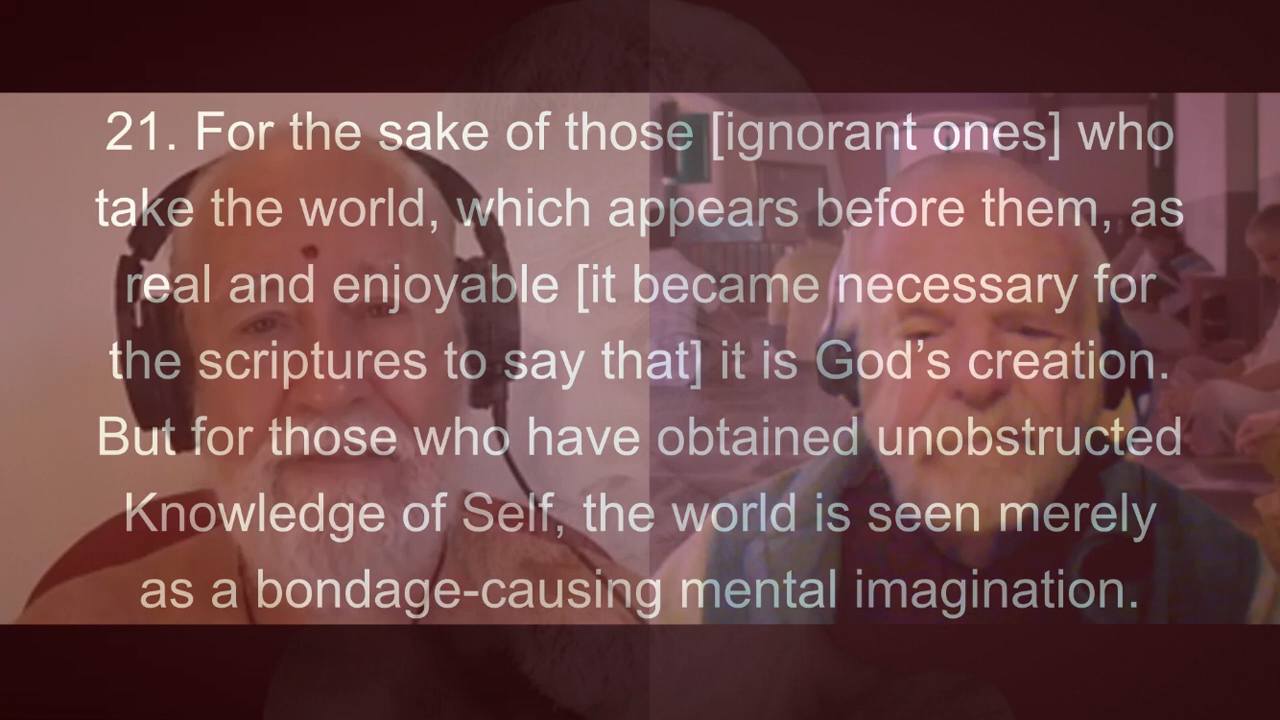 21. For the sake of those [ignorant ones] who
take the world, which appears before them, as
real and enjoyable [it became necessary for
the scriptures to say that] it is God’s creation.
But for those who have obtained unobstructed
Knowledge of Self, the world is seen merely
as a bondage-causing mental imagination.